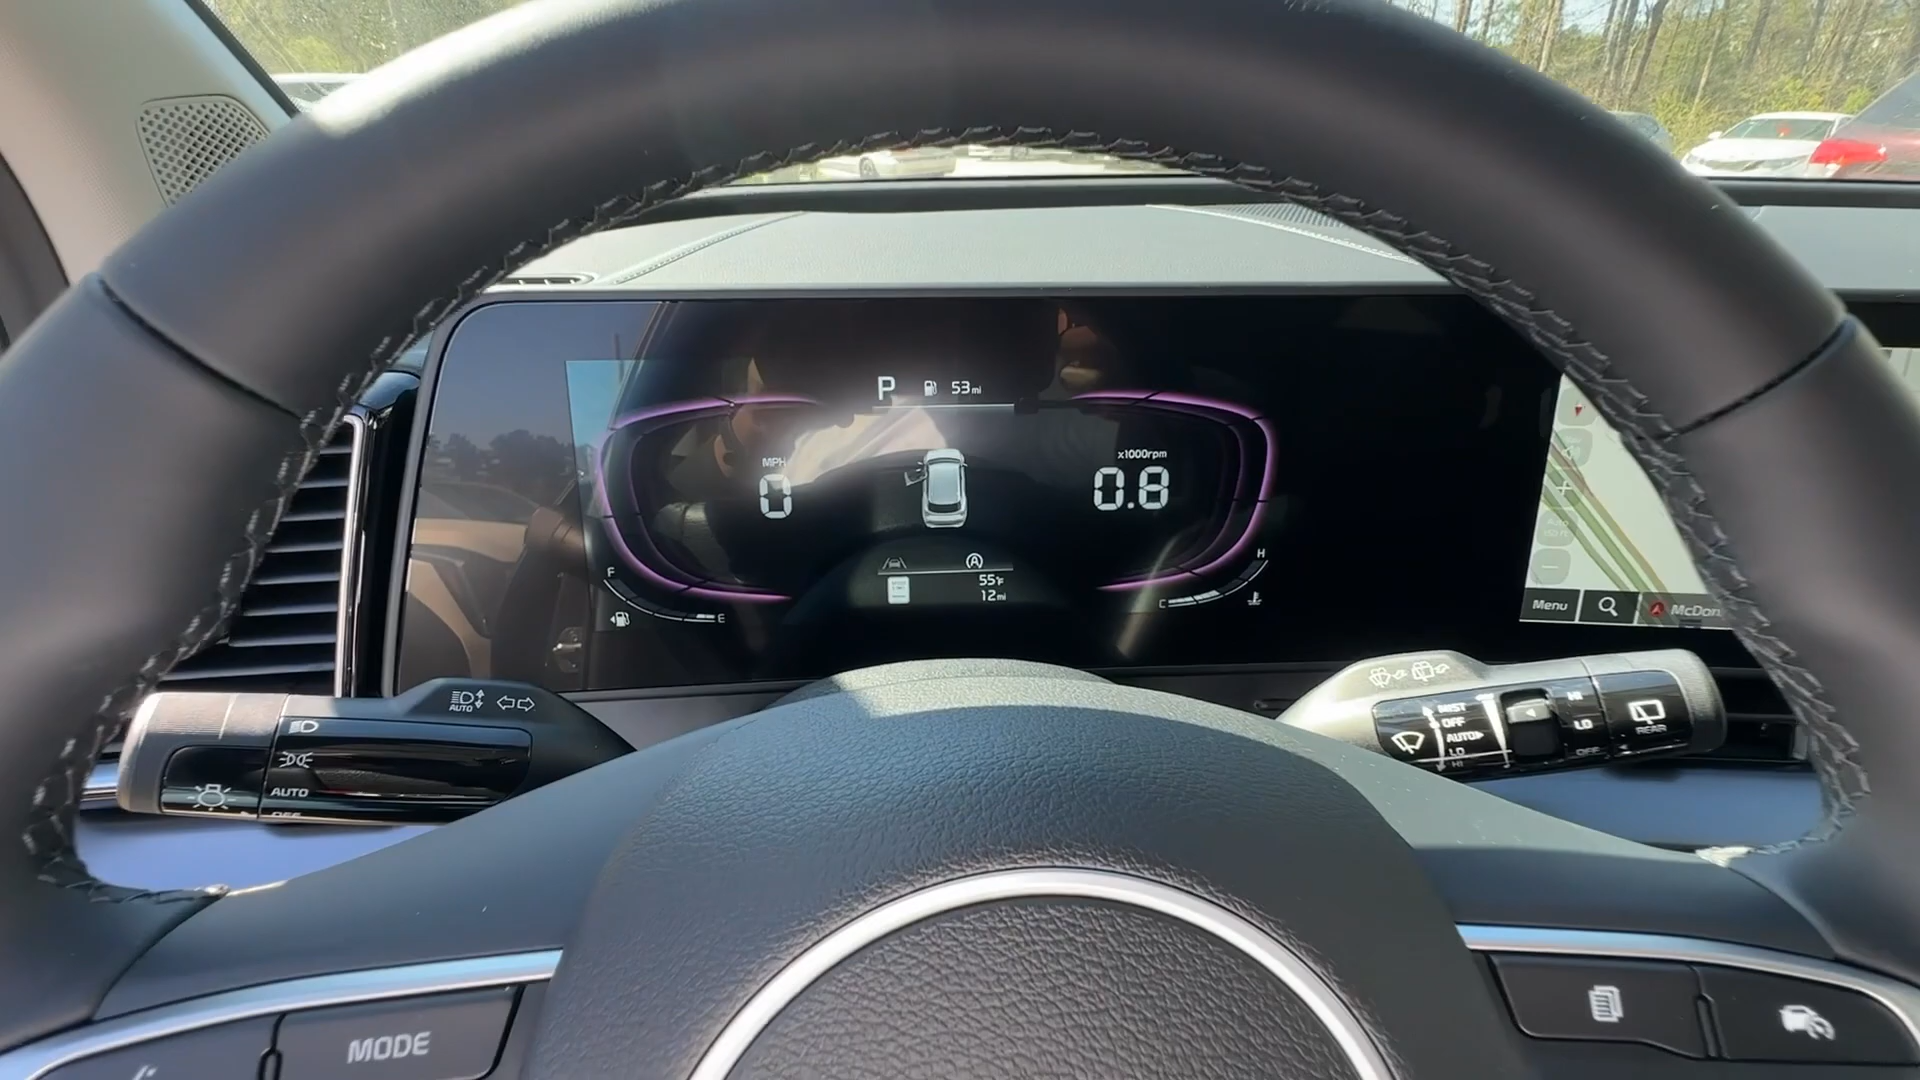 P 53mi
MPH
0
x1000rpm
0.8
F
E
55°F
12mi
H
C
Menu
McDon
AUTO
AUTO
OFF
MIST
OFF
AUTO
LO
HI
HI
LO
OFF
REAR
MODE